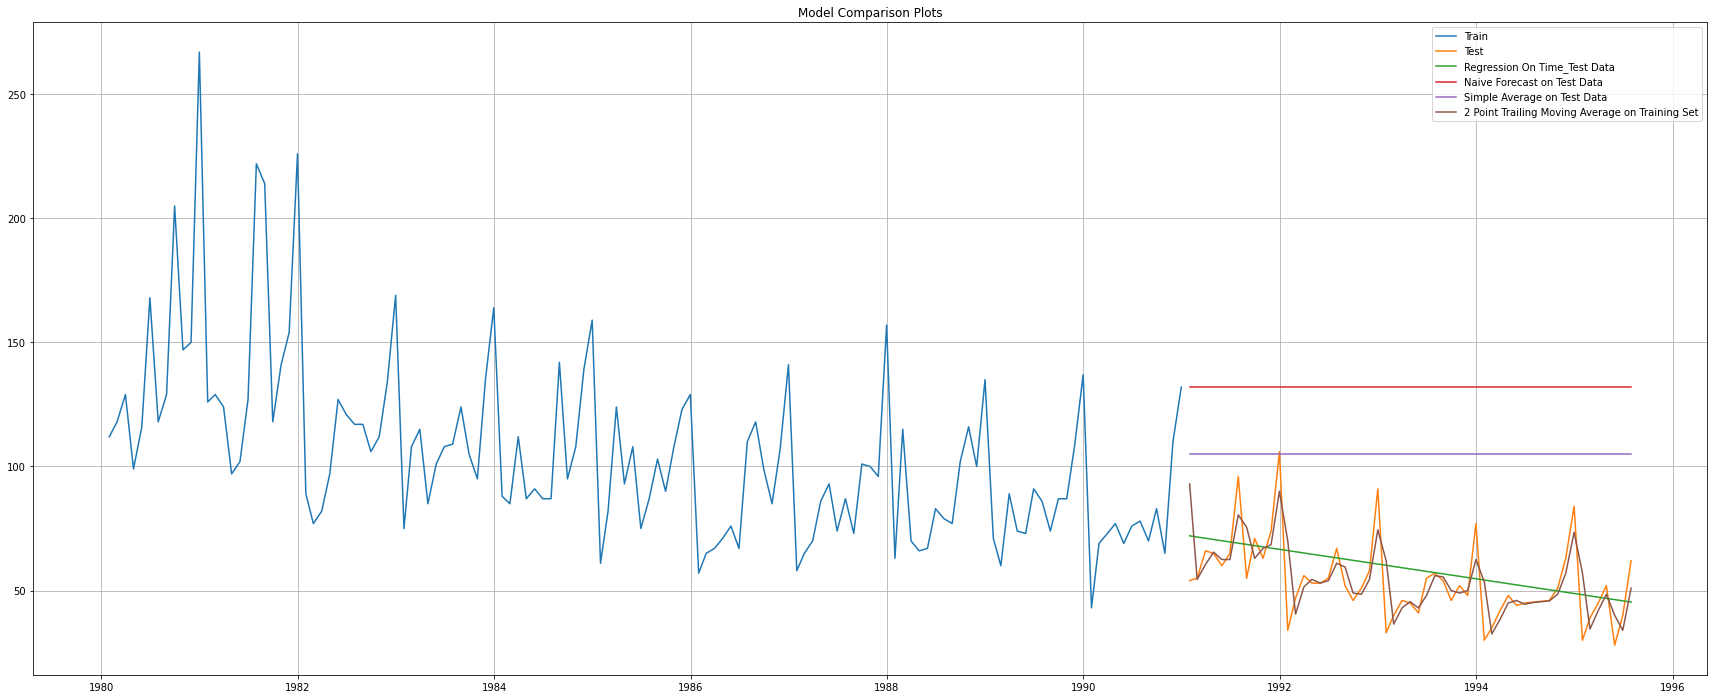 Model Comparison Plots
Train
Test
Regression On Time_Test Data
Naive Forecast on Test Data
Simple Average on Test Data
2 Point Trailing Moving Average on Training Set
250
200
150
100
50
1980 1982 1984 1986 1988 1990 1992 1994 1996